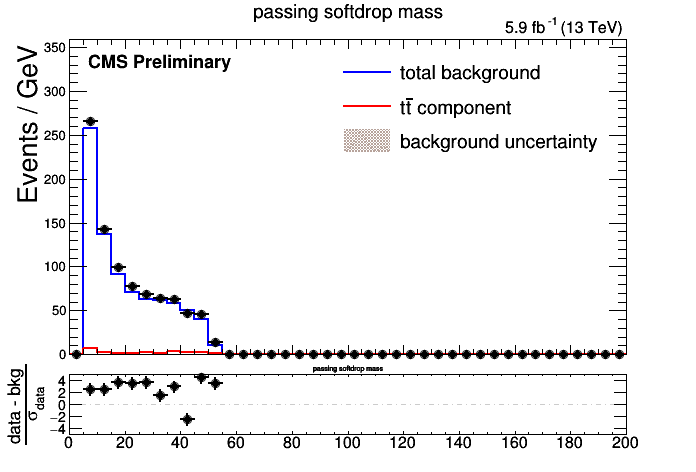 passing softdrop mass
5.9 fb⁻¹ (13 TeV)
Events / GeV
CMS Preliminary
total background
tt̄ component
background uncertainty
350
300
250
200
150
100
50
0
passing softdrop mass
data - bkg
σ data
4
2
0
−2
−4
0 20 40 60 80 100 120 140 160 180 200